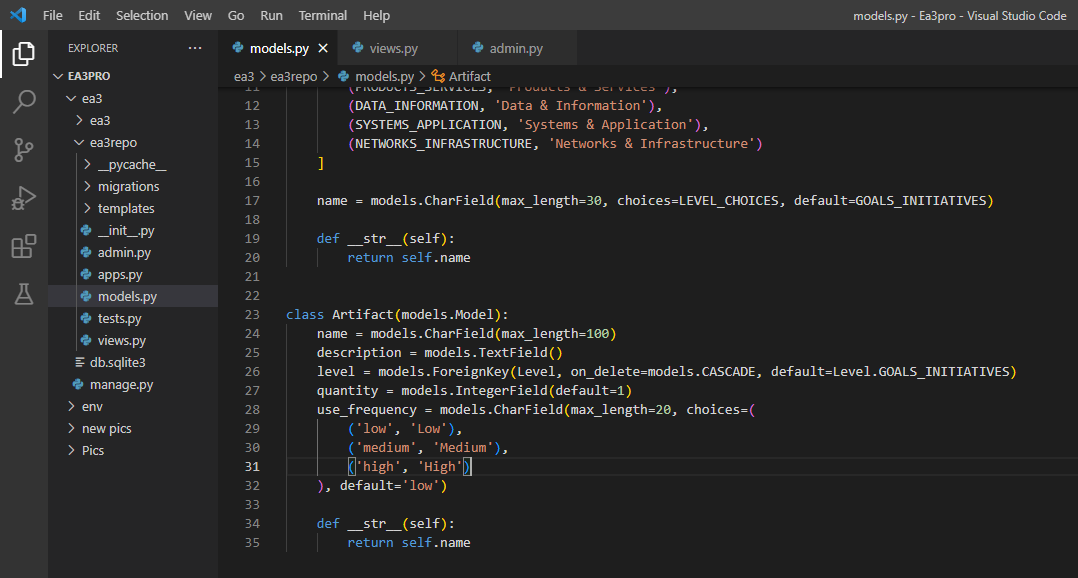 File Edit Selection View Go Run Terminal Help
models.py - Ea3pro - Visual Studio Code
EXPLORER
···
EA3PRO
ea3
ea3
ea3repo
__pycache__
migrations
templates
__init__.py
admin.py
apps.py
models.py
tests.py
views.py
db.sqlite3
manage.py
env
new pics
Pics
models.py
views.py
admin.py
ea3 > ea3repo > models.py > Artifact
11 (PRODUCTS_SERVICES, 'Products & Services'),
12 (DATA_INFORMATION, 'Data & Information'),
13 (SYSTEMS_APPLICATION, 'Systems & Application'),
14 (NETWORKS_INFRASTRUCTURE, 'Networks & Infrastructure')
15 ]
16
17 name = models.CharField(max_length=30, choices=LEVEL_CHOICES, default=GOALS_INITIATIVES)
18
19 def __str__(self):
20 return self.name
21
22
23 class Artifact(models.Model):
24 name = models.CharField(max_length=100)
25 description = models.TextField()
26 level = models.ForeignKey(Level, on_delete=models.CASCADE, default=Level.GOALS_INITIATIVES)
27 quantity = models.IntegerField(default=1)
28 use_frequency = models.CharField(max_length=20, choices=(
29 ('low', 'Low'),
30 ('medium', 'Medium'),
31 ('high', 'High')
32 ), default='low')
33
34 def __str__(self):
35 return self.name